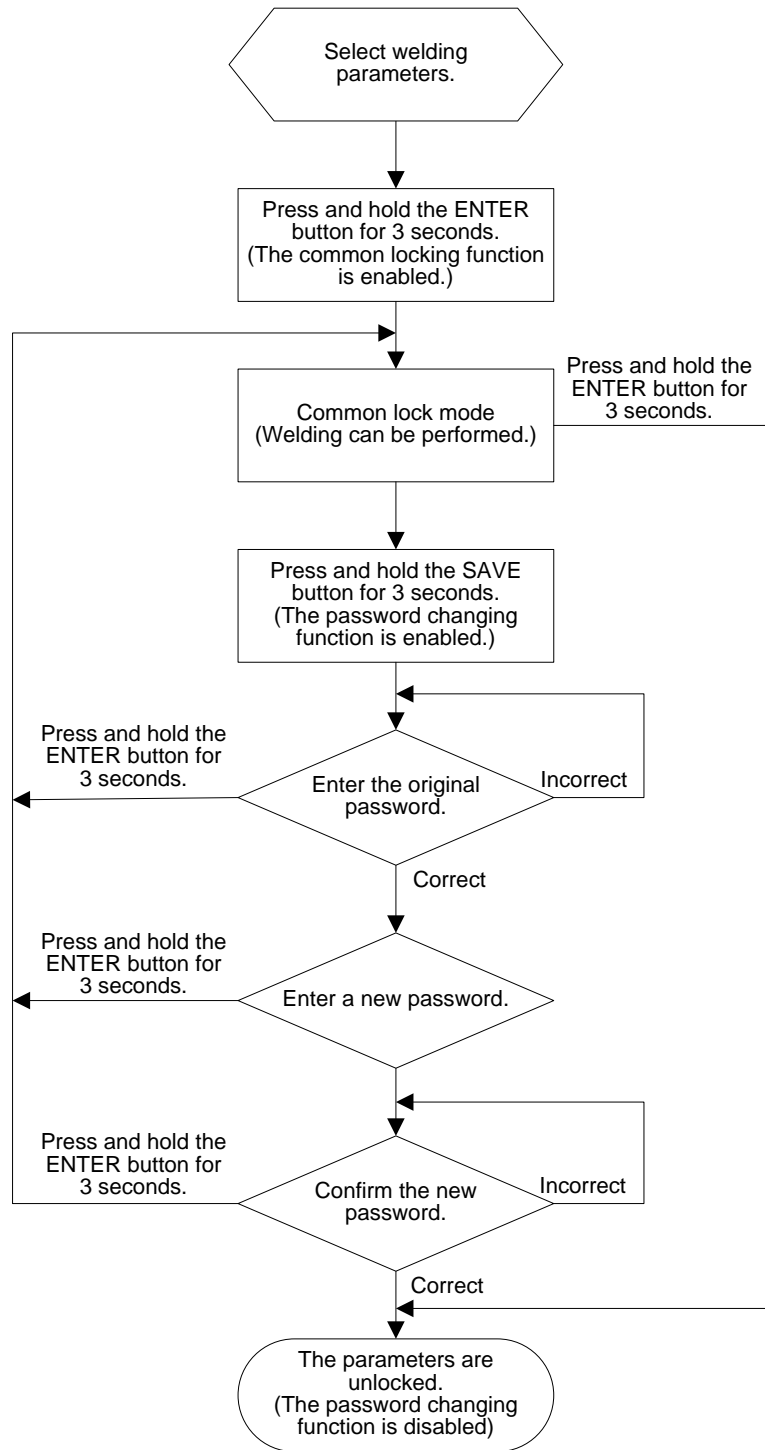 Select welding
parameters.
Press and hold the ENTER
button for 3 seconds.
(The common locking function
is enabled.)
Common lock mode
(Welding can be performed.)
Press and hold the
ENTER button for
3 seconds.
Press and hold the SAVE
button for 3 seconds.
(The password changing
function is enabled.)
Press and hold the
ENTER button for
3 seconds.
Enter the original
password.
Incorrect
Correct
Press and hold the
ENTER button for
3 seconds.
Enter a new password.
Press and hold the
ENTER button for
3 seconds.
Confirm the new
password.
Incorrect
Correct
The parameters are
unlocked.
(The password changing
function is disabled)